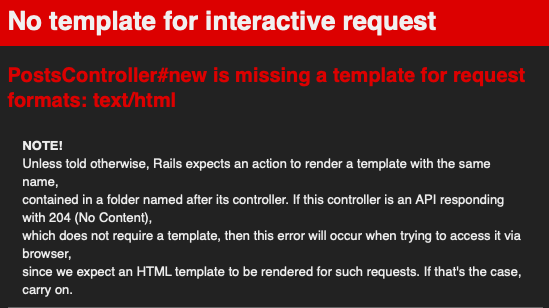 No template for interactive request
PostsController#new is missing a template for request
formats: text/html
NOTE!
Unless told otherwise, Rails expects an action to render a template with the same
name,
contained in a folder named after its controller. If this controller is an API responding
with 204 (No Content),
which does not require a template, then this error will occur when trying to access it via
browser,
since we expect an HTML template to be rendered for such requests. If that's the case,
carry on.